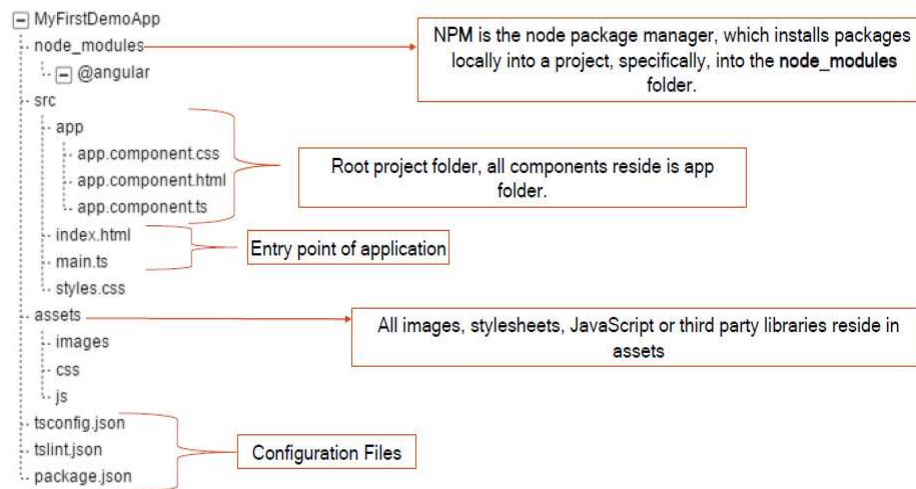 MyFirstDemoApp
node_modules
@angular
src
app
app.component.css
app.component.html
app.component.ts
index.html
main.ts
styles.css
assets
images
css
js
tsconfig.json
tslint.json
package.json
NPM is the node package manager, which installs packages
locally into a project, specifically, into the node_modules
folder.
Root project folder, all components reside is app
folder.
Entry point of application
All images, stylesheets, JavaScript or third party libraries reside in
assets
Configuration Files